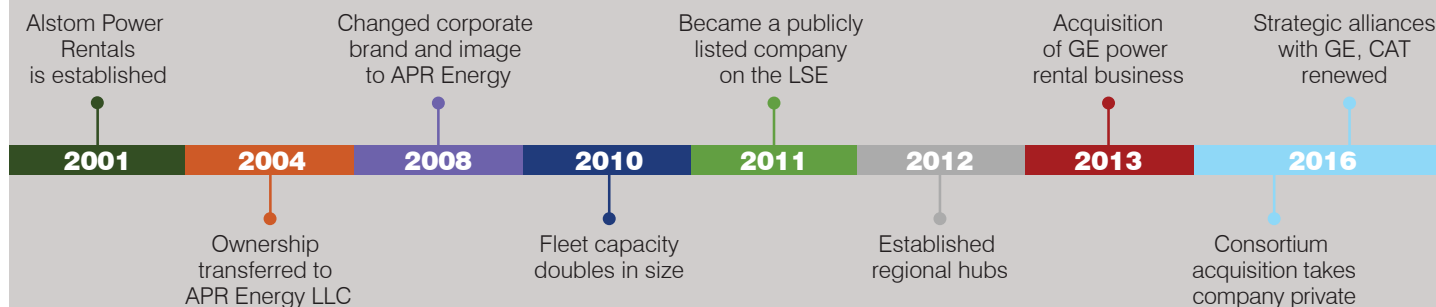 Alstom Power
Rentals
is established
Changed corporate
brand and image
to APR Energy
Became a publicly
listed company
on the LSE
Acquisition
of GE power
rental business
Strategic alliances
with GE, CAT
renewed
2001
2004
2008
2010
2011
2012
2013
2016
Ownership
transferred to
APR Energy LLC
Fleet capacity
doubles in size
Established
regional hubs
Consortium
acquisition takes
company private